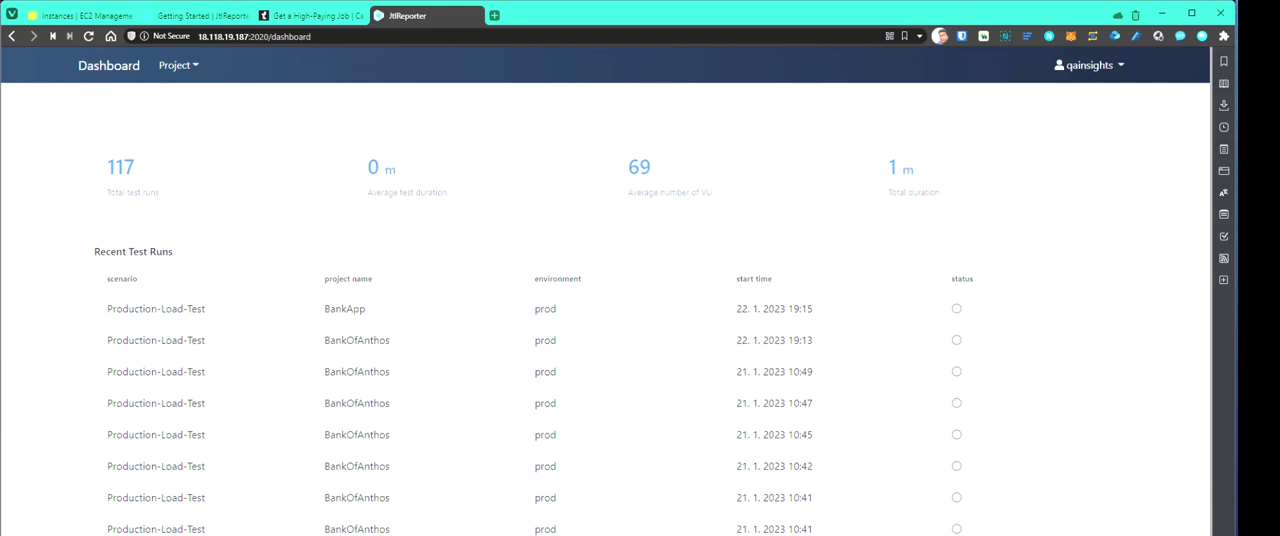 Instances | EC2 Manageme
Getting Started | JtlReporte
Get a High-Paying Job | Ca
JtlReporter
Not Secure 18.118.19.187:2020/dashboard
Dashboard Project qainsights
117 0 m 69 1 m
Total test runs Average test duration Average number of VU Total duration
Recent Test Runs
scenario project name environment start time status
Production-Load-Test BankApp prod 22. 1. 2023 19:15
Production-Load-Test BankOfAnthos prod 22. 1. 2023 19:13
Production-Load-Test BankOfAnthos prod 21. 1. 2023 10:49
Production-Load-Test BankOfAnthos prod 21. 1. 2023 10:47
Production-Load-Test BankOfAnthos prod 21. 1. 2023 10:45
Production-Load-Test BankOfAnthos prod 21. 1. 2023 10:42
Production-Load-Test BankOfAnthos prod 21. 1. 2023 10:41
Production-Load-Test BankOfAnthos prod 21. 1. 2023 10:41